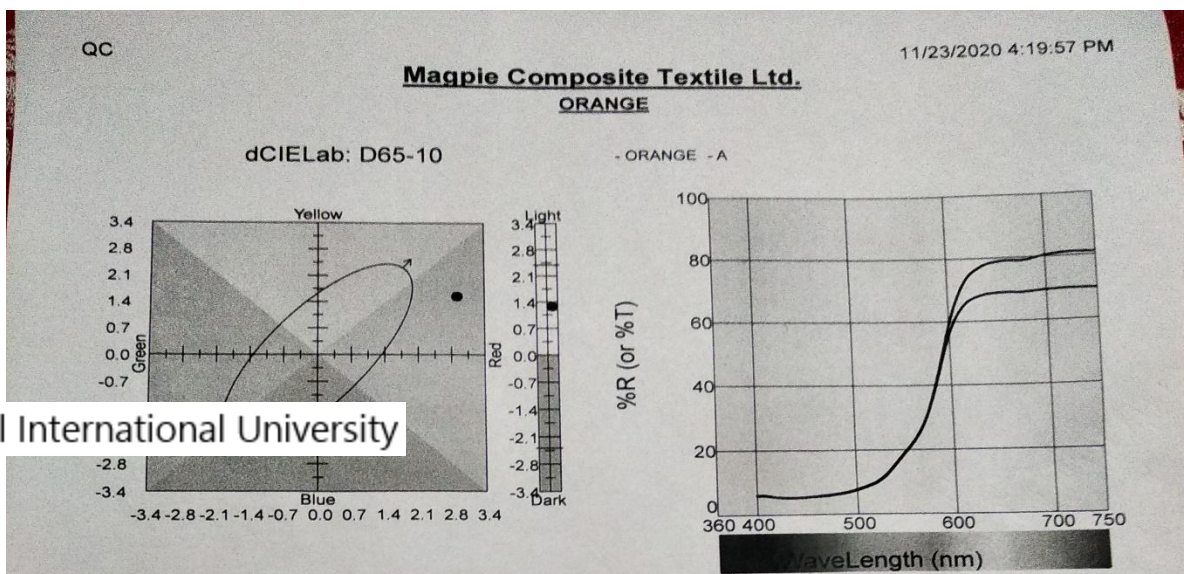 QC
11/23/2020 4:19:57 PM
Magpie Composite Textile Ltd.
ORANGE
dCIELab: D65-10
- ORANGE - A
Yellow
3.4
2.8
2.1
1.4
0.7
0.0
-0.7
-2.8
-3.4
Green
Red
Blue
-3.4 -2.8 -2.1 -1.4 -0.7 0.0 0.7 1.4 2.1 2.8 3.4
Light
3.4
2.8
2.1
1.4
0.7
0.0
-0.7
-1.4
-2.1
-2.8
-3.4
Dark
%R (or %T)
100
80
60
40
20
0
360 400 500 600 700 750
WaveLength (nm)
International University